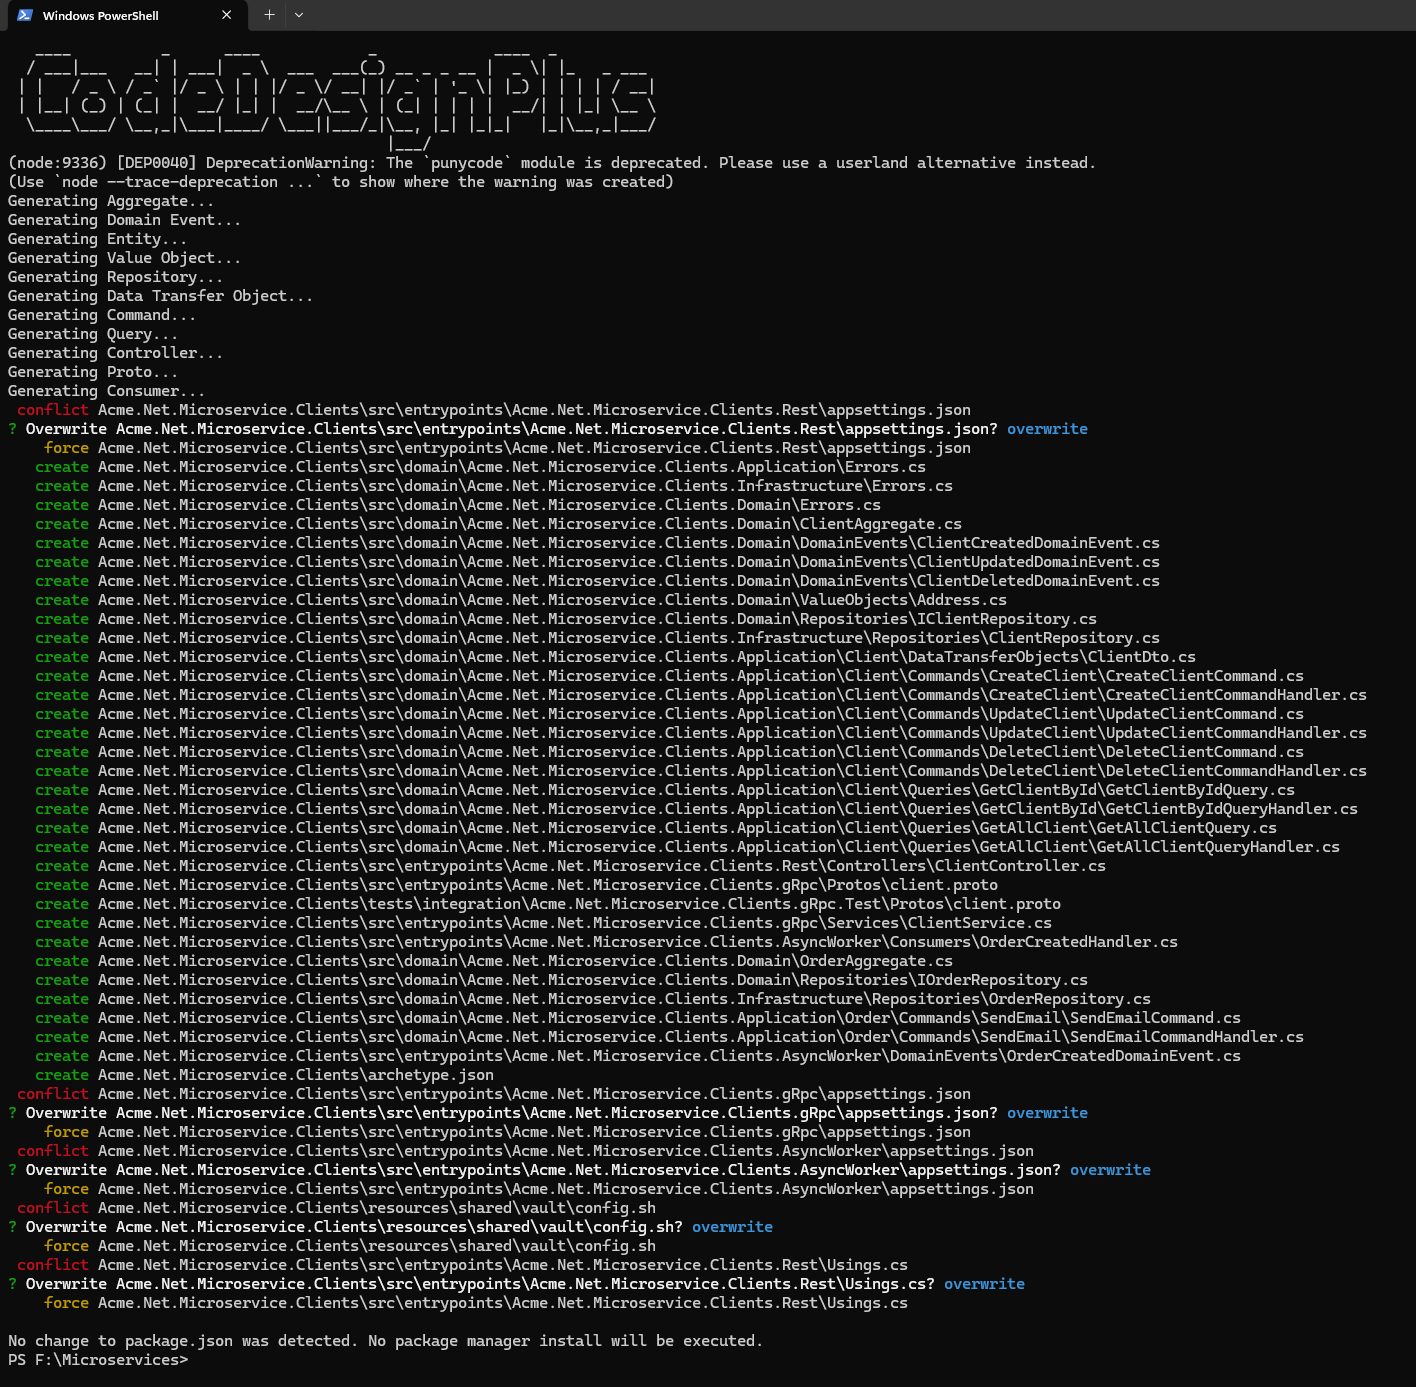 Windows PowerShell
CodeDesignPlus
(node:9336) [DEP0040] DeprecationWarning: The `punycode` module is deprecated. Please use a userland alternative instead.
(Use `node --trace-deprecation ...` to show where the warning was created)
Generating Aggregate...
Generating Domain Event...
Generating Entity...
Generating Value Object...
Generating Repository...
Generating Data Transfer Object...
Generating Command...
Generating Query...
Generating Controller...
Generating Proto...
Generating Consumer...
conflict Acme.Net.Microservice.Clients\src\entrypoints\Acme.Net.Microservice.Clients.Rest\appsettings.json
? Overwrite Acme.Net.Microservice.Clients\src\entrypoints\Acme.Net.Microservice.Clients.Rest\appsettings.json? overwrite
force Acme.Net.Microservice.Clients\src\entrypoints\Acme.Net.Microservice.Clients.Rest\appsettings.json
create Acme.Net.Microservice.Clients\src\domain\Acme.Net.Microservice.Clients.Application\Errors.cs
create Acme.Net.Microservice.Clients\src\domain\Acme.Net.Microservice.Clients.Infrastructure\Errors.cs
create Acme.Net.Microservice.Clients\src\domain\Acme.Net.Microservice.Clients.Domain\Errors.cs
create Acme.Net.Microservice.Clients\src\domain\Acme.Net.Microservice.Clients.Domain\ClientAggregate.cs
create Acme.Net.Microservice.Clients\src\domain\Acme.Net.Microservice.Clients.Domain\DomainEvents\ClientCreatedDomainEvent.cs
create Acme.Net.Microservice.Clients\src\domain\Acme.Net.Microservice.Clients.Domain\DomainEvents\ClientUpdatedDomainEvent.cs
create Acme.Net.Microservice.Clients\src\domain\Acme.Net.Microservice.Clients.Domain\DomainEvents\ClientDeletedDomainEvent.cs
create Acme.Net.Microservice.Clients\src\domain\Acme.Net.Microservice.Clients.Domain\ValueObjects\Address.cs
create Acme.Net.Microservice.Clients\src\domain\Acme.Net.Microservice.Clients.Domain\Repositories\IClientRepository.cs
create Acme.Net.Microservice.Clients\src\domain\Acme.Net.Microservice.Clients.Infrastructure\Repositories\ClientRepository.cs
create Acme.Net.Microservice.Clients\src\domain\Acme.Net.Microservice.Clients.Application\Client\DataTransferObjects\ClientDto.cs
create Acme.Net.Microservice.Clients\src\domain\Acme.Net.Microservice.Clients.Application\Client\Commands\CreateClient\CreateClientCommand.cs
create Acme.Net.Microservice.Clients\src\domain\Acme.Net.Microservice.Clients.Application\Client\Commands\CreateClient\CreateClientCommandHandler.cs
create Acme.Net.Microservice.Clients\src\domain\Acme.Net.Microservice.Clients.Application\Client\Commands\UpdateClient\UpdateClientCommand.cs
create Acme.Net.Microservice.Clients\src\domain\Acme.Net.Microservice.Clients.Application\Client\Commands\UpdateClient\UpdateClientCommandHandler.cs
create Acme.Net.Microservice.Clients\src\domain\Acme.Net.Microservice.Clients.Application\Client\Commands\DeleteClient\DeleteClientCommand.cs
create Acme.Net.Microservice.Clients\src\domain\Acme.Net.Microservice.Clients.Application\Client\Commands\DeleteClient\DeleteClientCommandHandler.cs
create Acme.Net.Microservice.Clients\src\domain\Acme.Net.Microservice.Clients.Application\Client\Queries\GetClientById\GetClientByIdQuery.cs
create Acme.Net.Microservice.Clients\src\domain\Acme.Net.Microservice.Clients.Application\Client\Queries\GetClientById\GetClientByIdQueryHandler.cs
create Acme.Net.Microservice.Clients\src\domain\Acme.Net.Microservice.Clients.Application\Client\Queries\GetAllClient\GetAllClientQuery.cs
create Acme.Net.Microservice.Clients\src\domain\Acme.Net.Microservice.Clients.Application\Client\Queries\GetAllClient\GetAllClientQueryHandler.cs
create Acme.Net.Microservice.Clients\src\entrypoints\Acme.Net.Microservice.Clients.Rest\Controllers\ClientController.cs
create Acme.Net.Microservice.Clients\src\entrypoints\Acme.Net.Microservice.Clients.gRpc\Protos\client.proto
create Acme.Net.Microservice.Clients\tests\integration\Acme.Net.Microservice.Clients.gRpc.Test\Protos\client.proto
create Acme.Net.Microservice.Clients\src\entrypoints\Acme.Net.Microservice.Clients.gRpc\Services\ClientService.cs
create Acme.Net.Microservice.Clients\src\entrypoints\Acme.Net.Microservice.Clients.AsyncWorker\Consumers\OrderCreatedHandler.cs
create Acme.Net.Microservice.Clients\src\domain\Acme.Net.Microservice.Clients.Domain\OrderAggregate.cs
create Acme.Net.Microservice.Clients\src\domain\Acme.Net.Microservice.Clients.Domain\Repositories\IOrderRepository.cs
create Acme.Net.Microservice.Clients\src\domain\Acme.Net.Microservice.Clients.Infrastructure\Repositories\OrderRepository.cs
create Acme.Net.Microservice.Clients\src\domain\Acme.Net.Microservice.Clients.Application\Order\Commands\SendEmail\SendEmailCommand.cs
create Acme.Net.Microservice.Clients\src\domain\Acme.Net.Microservice.Clients.Application\Order\Commands\SendEmail\SendEmailCommandHandler.cs
create Acme.Net.Microservice.Clients\src\entrypoints\Acme.Net.Microservice.Clients.AsyncWorker\DomainEvents\OrderCreatedDomainEvent.cs
create Acme.Net.Microservice.Clients\archetype.json
conflict Acme.Net.Microservice.Clients\src\entrypoints\Acme.Net.Microservice.Clients.gRpc\appsettings.json
? Overwrite Acme.Net.Microservice.Clients\src\entrypoints\Acme.Net.Microservice.Clients.gRpc\appsettings.json? overwrite
force Acme.Net.Microservice.Clients\src\entrypoints\Acme.Net.Microservice.Clients.gRpc\appsettings.json
conflict Acme.Net.Microservice.Clients\src\entrypoints\Acme.Net.Microservice.Clients.AsyncWorker\appsettings.json
? Overwrite Acme.Net.Microservice.Clients\src\entrypoints\Acme.Net.Microservice.Clients.AsyncWorker\appsettings.json? overwrite
force Acme.Net.Microservice.Clients\src\entrypoints\Acme.Net.Microservice.Clients.AsyncWorker\appsettings.json
conflict Acme.Net.Microservice.Clients\resources\shared\vault\config.sh
? Overwrite Acme.Net.Microservice.Clients\resources\shared\vault\config.sh? overwrite
force Acme.Net.Microservice.Clients\resources\shared\vault\config.sh
conflict Acme.Net.Microservice.Clients\src\entrypoints\Acme.Net.Microservice.Clients.Rest\Usings.cs
? Overwrite Acme.Net.Microservice.Clients\src\entrypoints\Acme.Net.Microservice.Clients.Rest\Usings.cs? overwrite
force Acme.Net.Microservice.Clients\src\entrypoints\Acme.Net.Microservice.Clients.Rest\Usings.cs
No change to package.json was detected. No package manager install will be executed.
PS F:\Microservices>